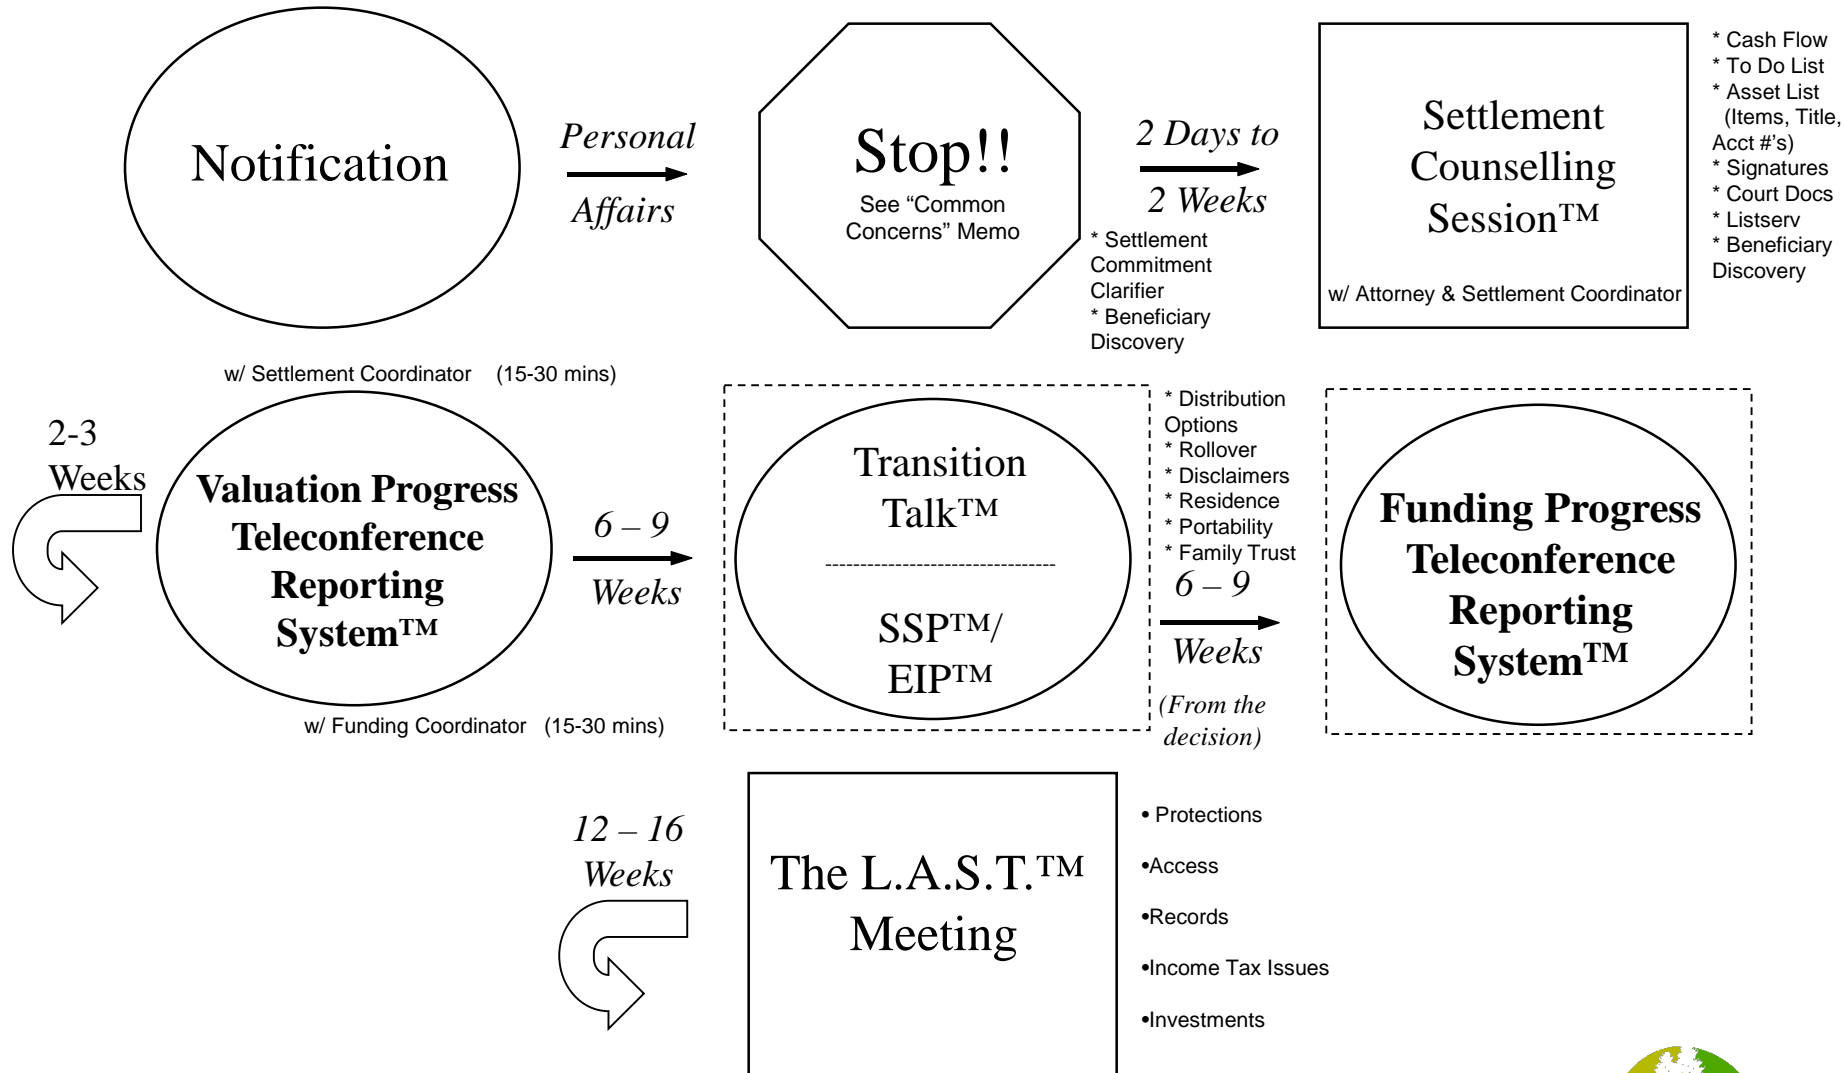 Notification
Personal
Affairs
Stop!!
See “Common
Concerns” Memo
2 Days to
2 Weeks
* Settlement
Commitment
Clarifier
* Beneficiary
Discovery
Settlement
Counselling
Session™
w/ Attorney & Settlement Coordinator
* Cash Flow
* To Do List
* Asset List
(Items, Title,
Acct #'s)
* Signatures
* Court Docs
* Listserv
* Beneficiary
Discovery
w/ Settlement Coordinator (15-30 mins)
2-3
Weeks
Valuation Progress
Teleconference
Reporting
System™
w/ Funding Coordinator (15-30 mins)
6 – 9
Weeks
Transition
Talk™
---------------------------------
SSP™/
EIP™
* Distribution
Options
* Rollover
* Disclaimers
* Residence
* Portability
* Family Trust
6 – 9
Weeks
(From the
decision)
Funding Progress
Teleconference
Reporting
System™
12 – 16
Weeks
The L.A.S.T.™
Meeting
• Protections
•Access
•Records
•Income Tax Issues
•Investments